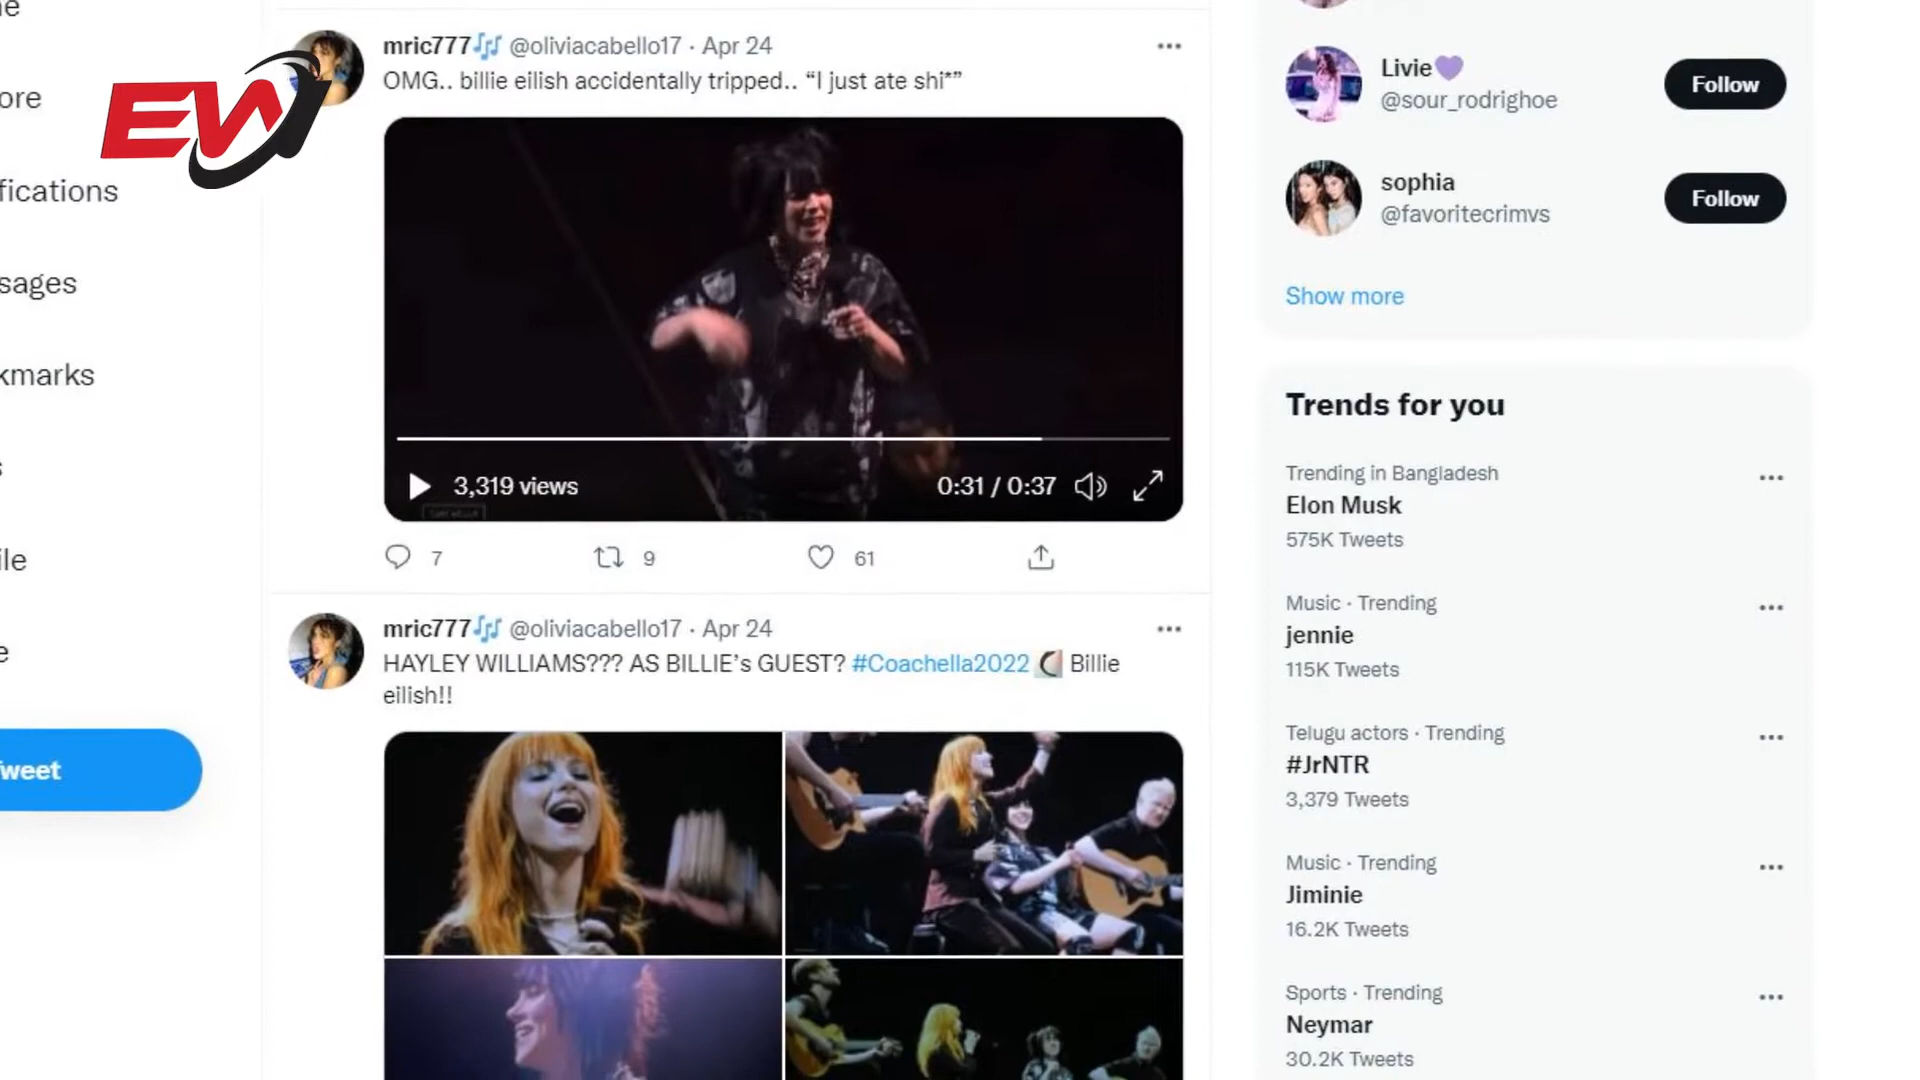 ore
fications
sages
kmarks
s
ile
e
Tweet
EW
mric777 @oliviacabello17 · Apr 24
OMG.. billie eilish accidentally tripped.. “I just ate shi*”
3,319 views
0:31 / 0:37
7
9
61
mric777 @oliviacabello17 · Apr 24
HAYLEY WILLIAMS??? AS BILLIE’s GUEST? #Coachella2022 Billie
eilish!!
Livie
@sour_rodrighoe
Follow
sophia
@favoritecrimvs
Follow
Show more
Trends for you
Trending in Bangladesh
Elon Musk
575K Tweets
Music · Trending
jennie
115K Tweets
Telugu actors · Trending
#JrNTR
3,379 Tweets
Music · Trending
Jiminie
16.2K Tweets
Sports · Trending
Neymar
30.2K Tweets